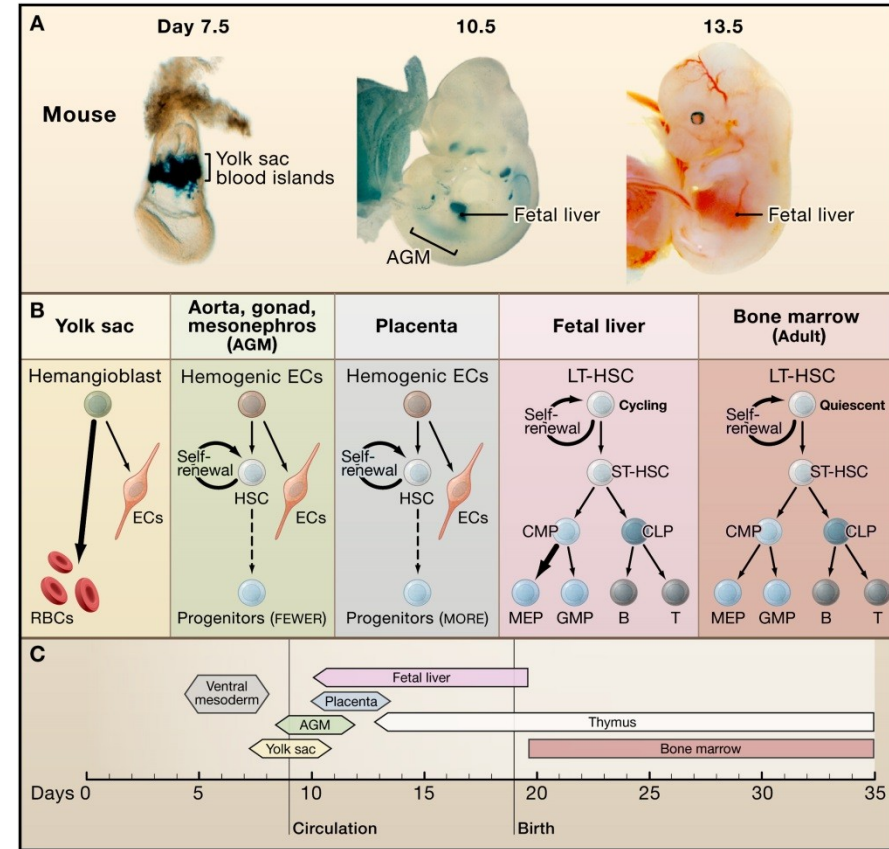 A
Day 7.5
10.5
13.5
Mouse
Yolk sac
blood islands
Fetal liver
AGM
Fetal liver
B
Yolk sac
Aorta, gonad,
mesonephros
(AGM)
Placenta
Fetal liver
Bone marrow
(Adult)
Hemangioblast
ECs
RBCs
Hemogenic ECs
Self-
renewal
HSC
ECs
Progenitors (FEWER)
Hemogenic ECs
Self-
renewal
HSC
ECs
Progenitors (MORE)
LT-HSC
Cycling
Self-
renewal
ST-HSC
CMP
CLP
MEP
GMP
B
T
LT-HSC
Quiescent
Self-
renewal
ST-HSC
CMP
CLP
MEP
GMP
B
T
C
Ventral
mesoderm
Fetal liver
Placenta
AGM
Thymus
Yolk sac
Bone marrow
Days 0 5 10 15 20 25 30 35
Circulation
Birth